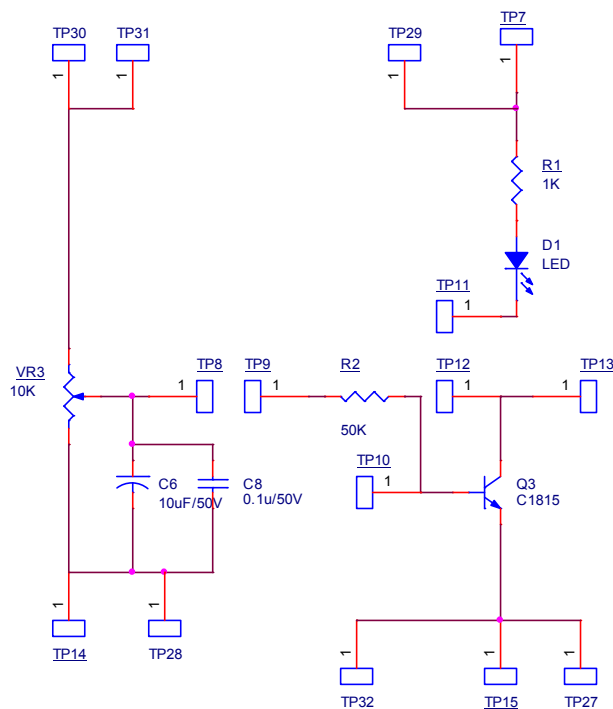 TP30 TP31 TP29 TP7
1 1 1 1
R1
1K
D1
LED
TP11
1
VR3
10K
TP8
1
TP9
1
R2
50K
TP12
1
TP13
1
TP10
1
C6
10uF/50V
C8
0.1u/50V
Q3
C1815
1 1
TP14 TP28
1 1 1
TP32 TP15 TP27